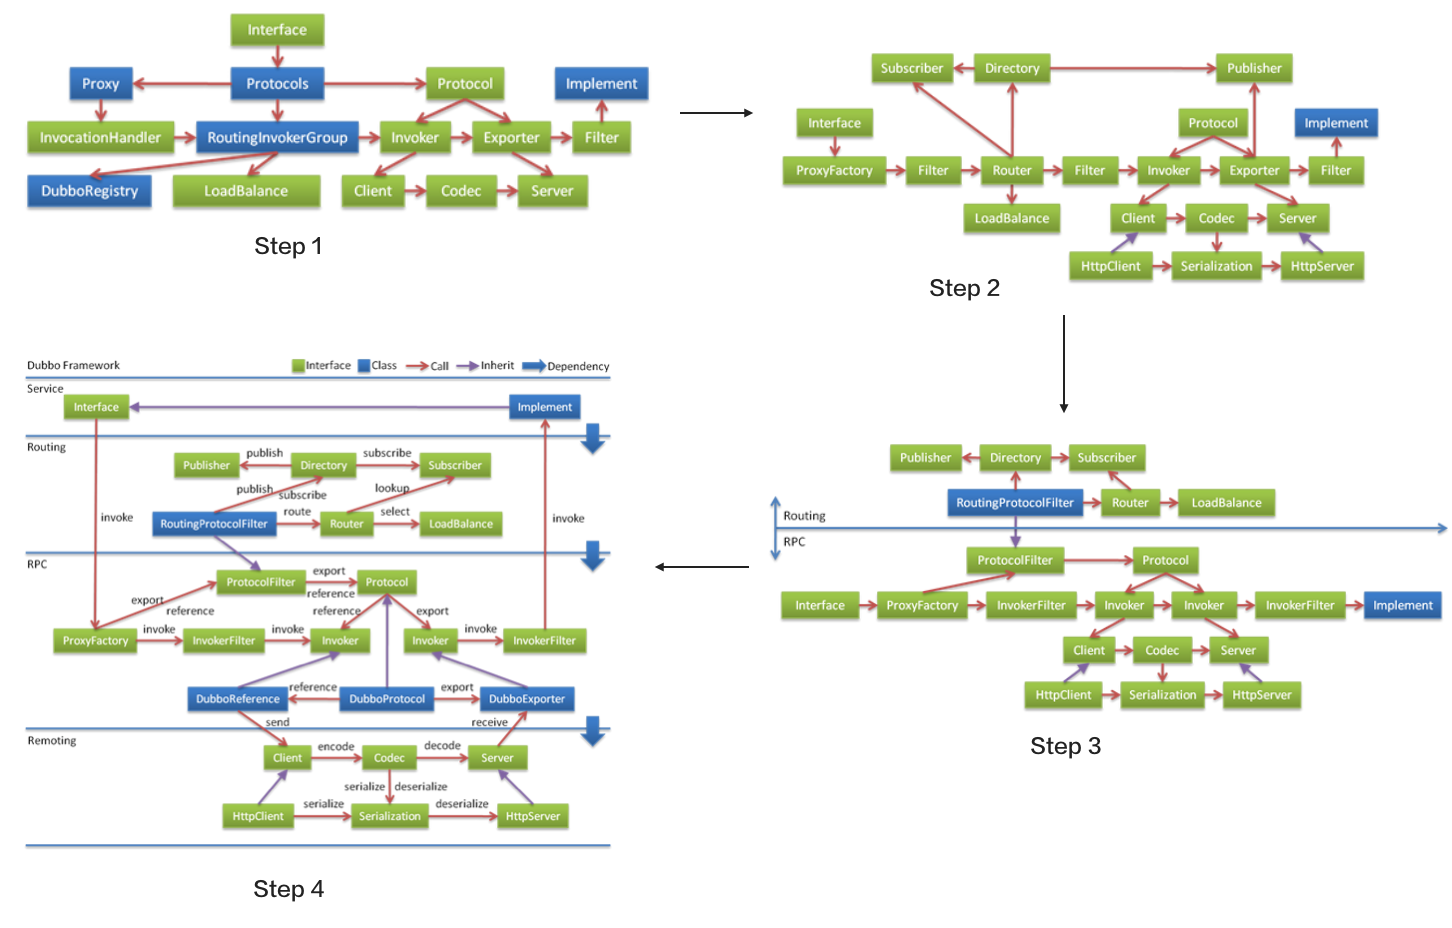 Interface
Proxy
Protocols
Protocol
Implement
InvocationHandler
RoutingInvokerGroup
Invoker
Exporter
Filter
DubboRegistry
LoadBalance
Client
Codec
Server
Step 1
Subscriber
Directory
Publisher
Interface
Protocol
Implement
ProxyFactory
Filter
Router
Filter
Invoker
Exporter
Filter
LoadBalance
Client
Codec
Server
HttpClient
Serialization
HttpServer
Step 2
Publisher
Directory
Subscriber
RoutingProtocolFilter
Router
LoadBalance
Routing
RPC
ProtocolFilter
Protocol
Interface
ProxyFactory
InvokerFilter
Invoker
Invoker
InvokerFilter
Implement
Client
Codec
Server
HttpClient
Serialization
HttpServer
Step 3
Dubbo Framework
Interface
Class
Call
Inherit
Dependency
Service
Interface
Implement
Routing
Publisher
publish
Directory
subscribe
Subscriber
publish
subscribe
lookup
invoke
RoutingProtocolFilter
route
Router
select
LoadBalance
invoke
RPC
ProtocolFilter
export
reference
Protocol
export
reference
reference
export
ProxyFactory
invoke
InvokerFilter
invoke
Invoker
Invoker
invoke
InvokerFilter
DubboReference
reference
DubboProtocol
export
DubboExporter
send
receive
Remoting
Client
encode
Codec
decode
Server
serialize
deserialize
HttpClient
serialize
Serialization
deserialize
HttpServer
Step 4